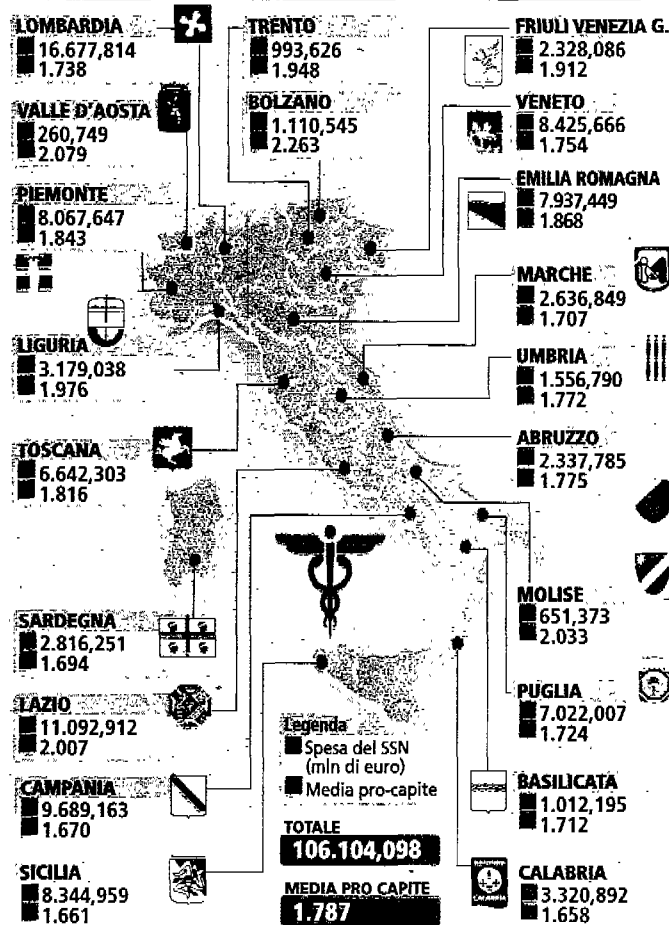 LOMBARDIA
16.677,814
1.738
VALLE D'AOSTA
260,749
2.079
PIEMONTE
8.067,647
1.843
LIGURIA
3.179,038
1.976
TOSCANA
6.642,303
1.816
SARDEGNA
2.816,251
1.694
LAZIO
11.092,912
2.007
CAMPANIA
9.689,163
1.670
SICILIA
8.344,959
1.661
TRENTO
993,626
1.948
BOLZANO
1.110,545
2.263
Legenda
Spesa del SSN
(mln di euro)
Media pro-capite
TOTALE
106.104,098
MEDIA PRO CAPITE
1.787
FRIULI VENEZIA G.
2.328,086
1.912
VENETO
8.425,666
1.754
EMILIA ROMAGNA
7.937,449
1.868
MARCHE
2.636,849
1.707
UMBRIA
1.556,790
1.772
ABRUZZO
2.337,785
1.775
MOLISE
651,373
2.033
PUGLIA
7.022,007
1.724
BASILICATA
1.012,195
1.712
CALABRIA
3.320,892
1.658
CALABRIA